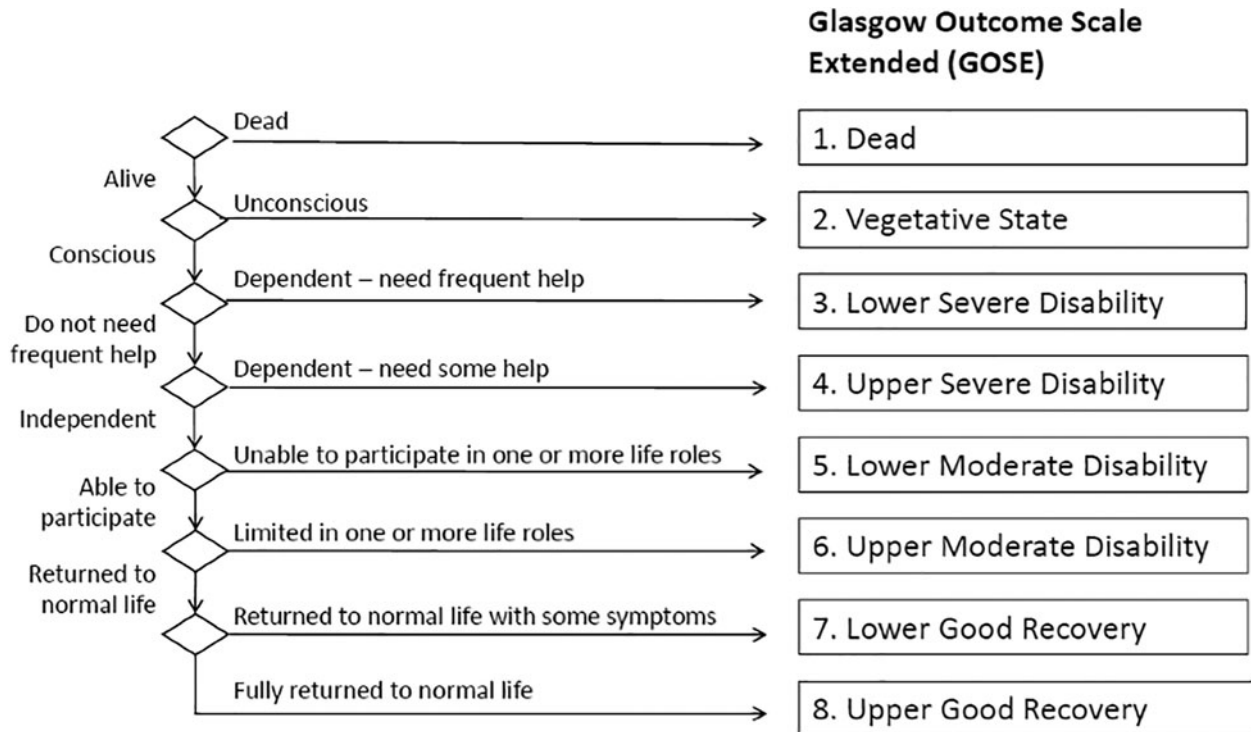 Glasgow Outcome Scale
Extended (GOSE)
Dead
1. Dead
Alive
Unconscious
2. Vegetative State
Conscious
Dependent – need frequent help
3. Lower Severe Disability
Do not need
frequent help
Dependent – need some help
4. Upper Severe Disability
Independent
Unable to participate in one or more life roles
5. Lower Moderate Disability
Able to
participate
Limited in one or more life roles
6. Upper Moderate Disability
Returned to
normal life
Returned to normal life with some symptoms
7. Lower Good Recovery
Fully returned to normal life
8. Upper Good Recovery